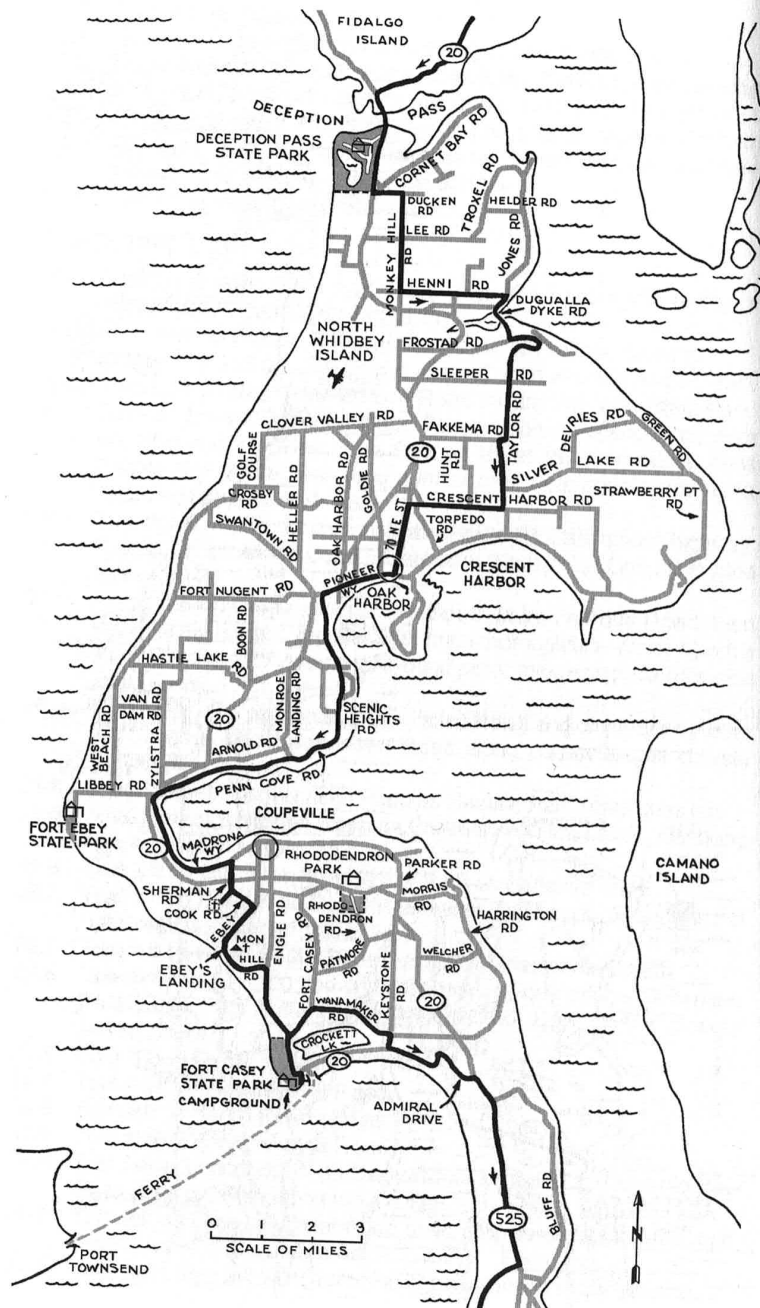 FIDALGO
ISLAND
20
DECEPTION PASS
DECEPTION PASS
STATE PARK
CORNET BAY RD
DUCKEN
RD
TROXEL RD
HELDER RD
LEE RD
MONKEY HILL RD
JONES RD
HENNI RD
DUGUALLA
DYKE RD
NORTH
WHIDBEY
ISLAND
FROSTAD RD
SLEEPER RD
TAYLOR RD
CLOVER VALLEY RD
FAKKEMA RD
DEVRIES RD
GREEN RD
20
GOLF
COURSE
HELLER RD
OAK HARBOR RD
GOLDIE RD
HUNT
RD
SILVER LAKE RD
CROSBY
RD
CRESCENT HARBOR RD
STRAWBERRY PT
RD
SWANTOWN RD
70 NE ST
TORPEDO
RD
CRESCENT
HARBOR
PIONEER
WY
OAK
HARBOR
FORT NUGENT RD
BOON RD
HASTIE LAKE RD
VAN DAM RD
RD
ZYLSTRA
20
MONROE
LANDING RD
SCENIC
HEIGHTS
RD
WEST
BEACH RD
ARNOLD RD
PENN COVE RD
LIBBEY RD
FORT EBEY
STATE PARK
COUPEVILLE
20
MADRONA
WY
RHODODENDRON
PARK
PARKER RD
CAMANO
ISLAND
SHERMAN
RD
MORRIS
RD
COOK RD
RHODO-
DENDRON
RD
HARRINGTON
RD
EBEY
ENGLE RD
FORT CASEY RD
MON
HILL
RD
PATMORE
RD
WELCHER
RD
EBEY'S
LANDING
KEYSTONE
RD
20
WANAMAKER
RD
CROCKETT
LK
20
FORT CASEY
STATE PARK
CAMPGROUND
ADMIRAL
DRIVE
FERRY
525
BLUFF RD
N
0 1 2 3
SCALE OF MILES
PORT
TOWNSEND